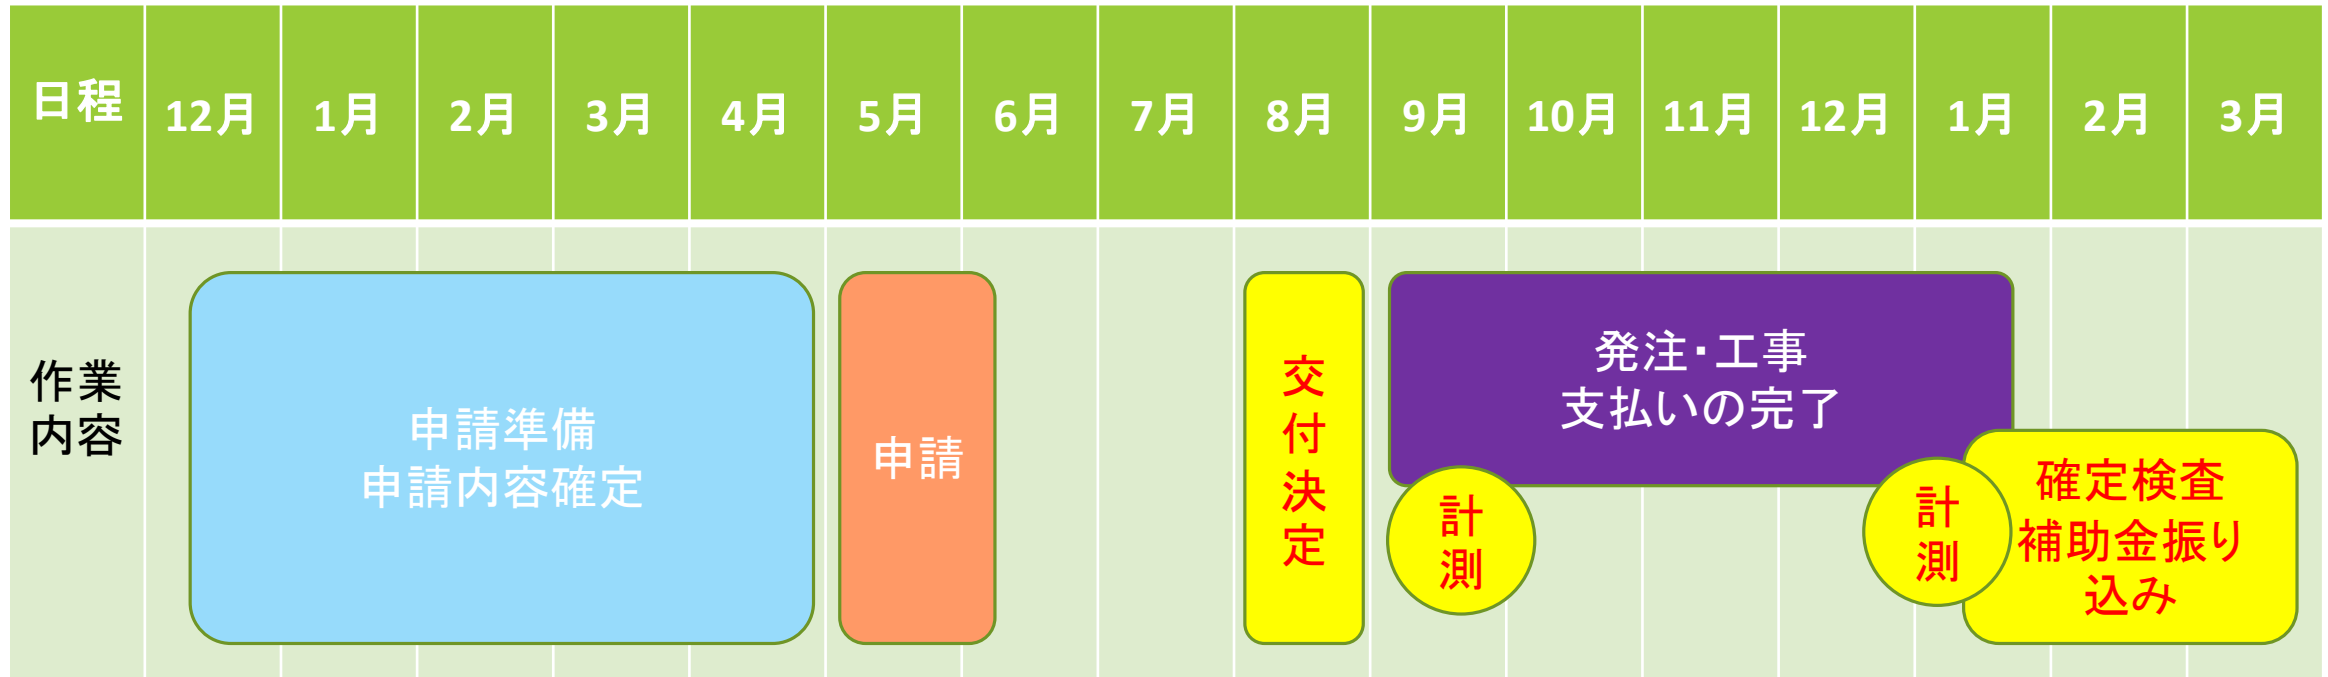 日程
12月
1月
2月
3月
4月
5月
6月
7月
8月
9月
10月
11月
12月
1月
2月
3月
作業
内容
申請準備
申請内容確定
申請
交付決定
発注・工事
支払いの完了
計測
計測
確定検査
補助金振り
込み